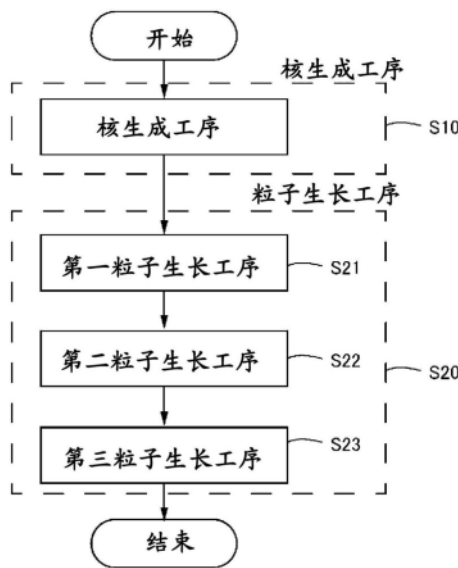 开始
核生成工序
核生成工序
S10
粒子生长工序
第一粒子生长工序
S21
第二粒子生长工序
S22
S20
第三粒子生长工序
S23
结束